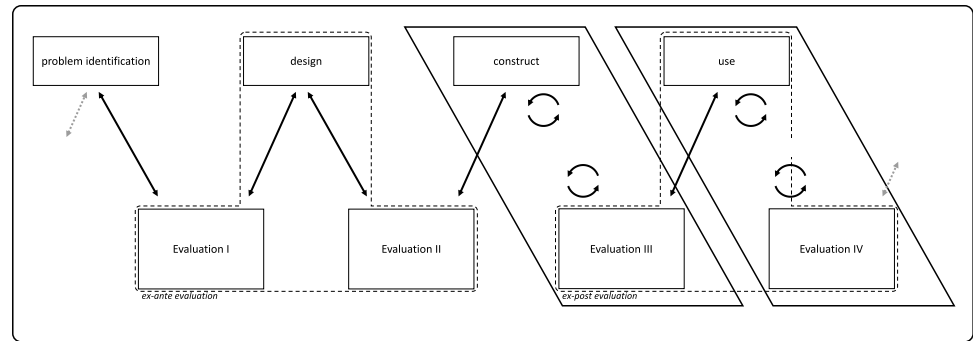 problem identification
design
construct
use
Evaluation I
Evaluation II
Evaluation III
Evaluation IV
ex-ante evaluation
ex-post evaluation